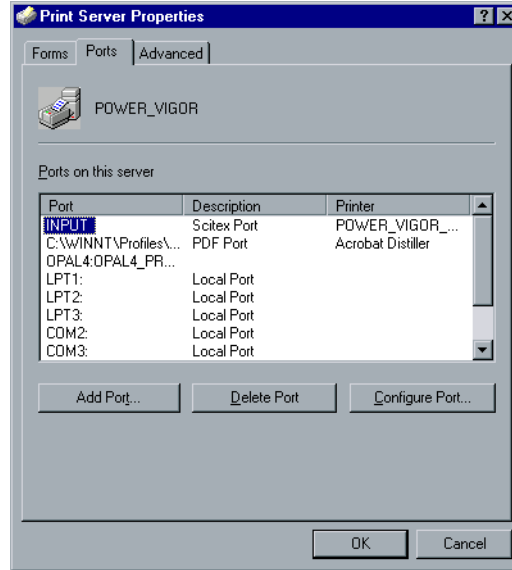 Print Server Properties
Forms Ports Advanced
POWER_VIGOR
Ports on this server
Port Description Printer
INPUT Scitex Port POWER_VIGOR_...
C:\WINNT\Profiles\... PDF Port Acrobat Distiller
OPAL4:OPAL4_PR...
LPT1: Local Port
LPT2: Local Port
LPT3: Local Port
COM2: Local Port
COM3: Local Port
Add Port... Delete Port Configure Port...
OK Cancel